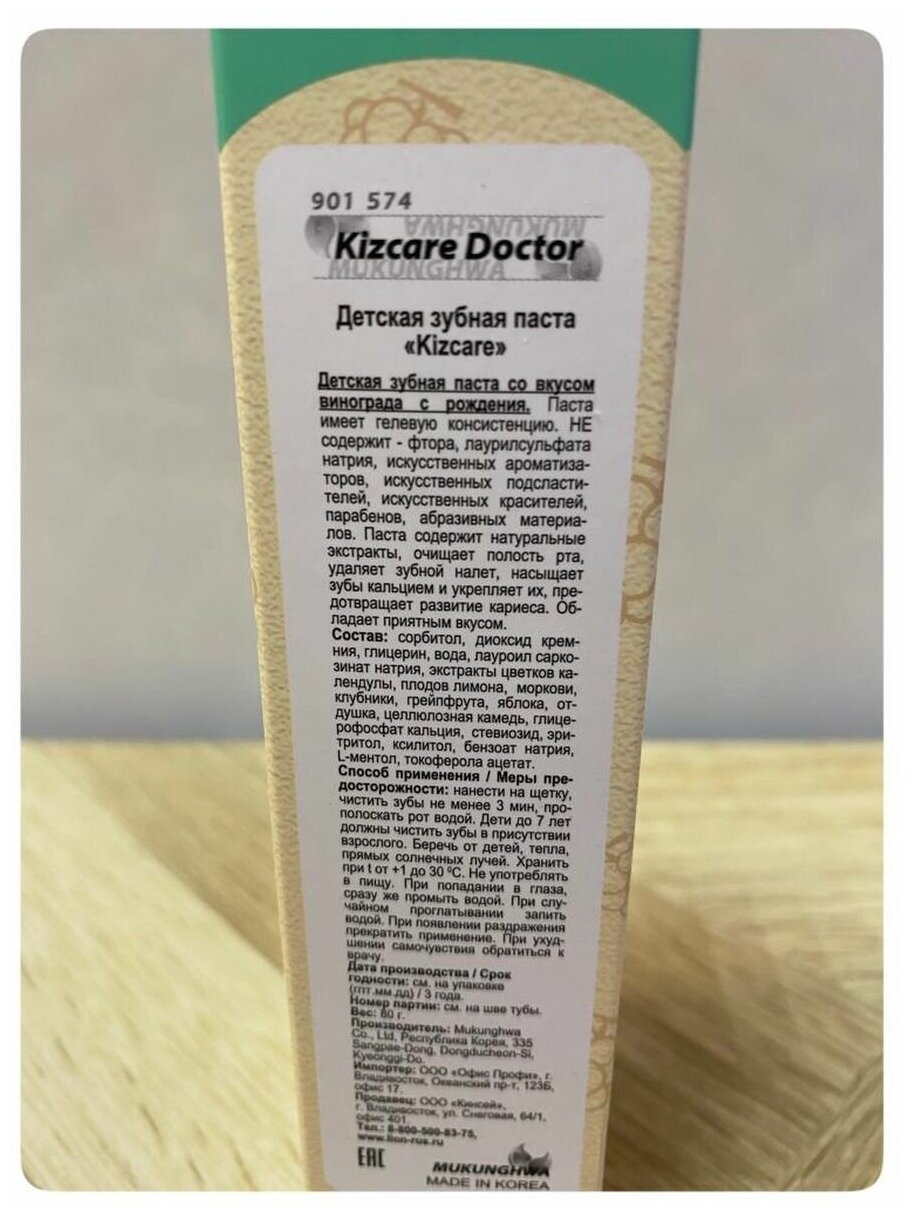 901 574
MUKUNGHWA
Kizcare Doctor
MUKUNGHWA
Детская зубная паста
«Kizcare»
Детская зубная паста со вкусом
винограда с рождения. Паста
имеет гелевую консистенцию. НЕ
содержит - фтора, лаурилсульфата
натрия, искусственных ароматиза-
торов, искусственных подсласти-
телей, искусственных красителей,
парабенов, абразивных материа-
лов. Паста содержит натуральные
экстракты, очищает полость рта,
удаляет зубной налет, насыщает
зубы кальцием и укрепляет их, пре-
дотвращает развитие кариеса. Об-
ладает приятным вкусом.
Состав: сорбитол, диоксид крем-
ния, глицерин, вода, лауроил сарко-
зинат натрия, экстракты цветков ка-
лендулы, плодов лимона, моркови,
клубники, грейпфрута, яблока, от-
душка, целлюлозная камедь, глице-
рофосфат кальция, стевиозид, эри-
тритол, ксилитол, бензоат натрия,
L-ментол, токоферола ацетат.
Способ применения / Меры пре-
досторожности: нанести на щетку,
чистить зубы не менее 3 мин, про-
полоскать рот водой. Дети до 7 лет
должны чистить зубы в присутствии
взрослого. Беречь от детей, тепла,
прямых солнечных лучей. Хранить
при t от +1 до 30 ºC. Не употреблять
в пищу. При попадании в глаза,
сразу же промыть водой. При слу-
чайном проглатывании запить
водой. При появлении раздражения
прекратить применение. При ухуд-
шении самочувствия обратиться к
врачу.
Дата производства / Срок
годности: см. на упаковке
(гггг.мм.дд) / 3 года.
Номер партии: см. на шве тубы.
Вес: 80 г.
Производитель: Mukunghwa
Co., Ltd, Республика Корея, 335
Sangpae-Dong, Dongducheon-Si,
Kyeonggi-Do.
Импортер: ООО «Офис Профи», г.
Владивосток, Океанский пр-т, 123Б,
офис 17.
Продавец: ООО «Кинсей»,
г. Владивосток, ул. Снеговая, 64/1,
офис 401
Тел.: 8-800-500-83-75,
www.lion-rus.ru
EAC
MUKUNGHWA
MADE IN KOREA